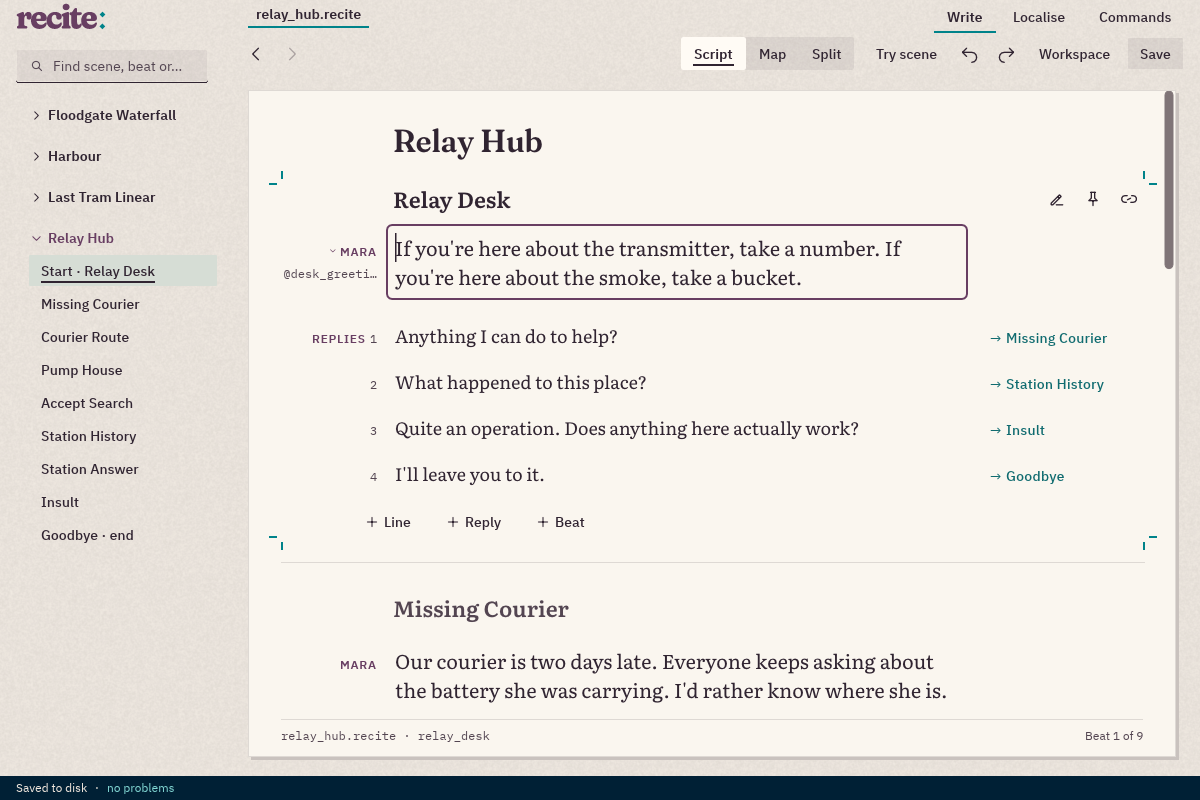 recite:
relay_hub.recite
Write
Localise
Commands
Find scene, beat or...
Script
Map
Split
Try scene
Workspace
Save
Floodgate Waterfall
Harbour
Last Tram Linear
Relay Hub
Start · Relay Desk
Missing Courier
Courier Route
Pump House
Accept Search
Station History
Station Answer
Insult
Goodbye · end
Relay Hub
Relay Desk
MARA
@desk_greeti…
If you're here about the transmitter, take a number. If
you're here about the smoke, take a bucket.
REPLIES 1 Anything I can do to help? → Missing Courier
2 What happened to this place? → Station History
3 Quite an operation. Does anything here actually work? → Insult
4 I'll leave you to it. → Goodbye
+ Line + Reply + Beat
Missing Courier
MARA
Our courier is two days late. Everyone keeps asking about
the battery she was carrying. I'd rather know where she is.
relay_hub.recite · relay_desk
Beat 1 of 9
Saved to disk · no problems